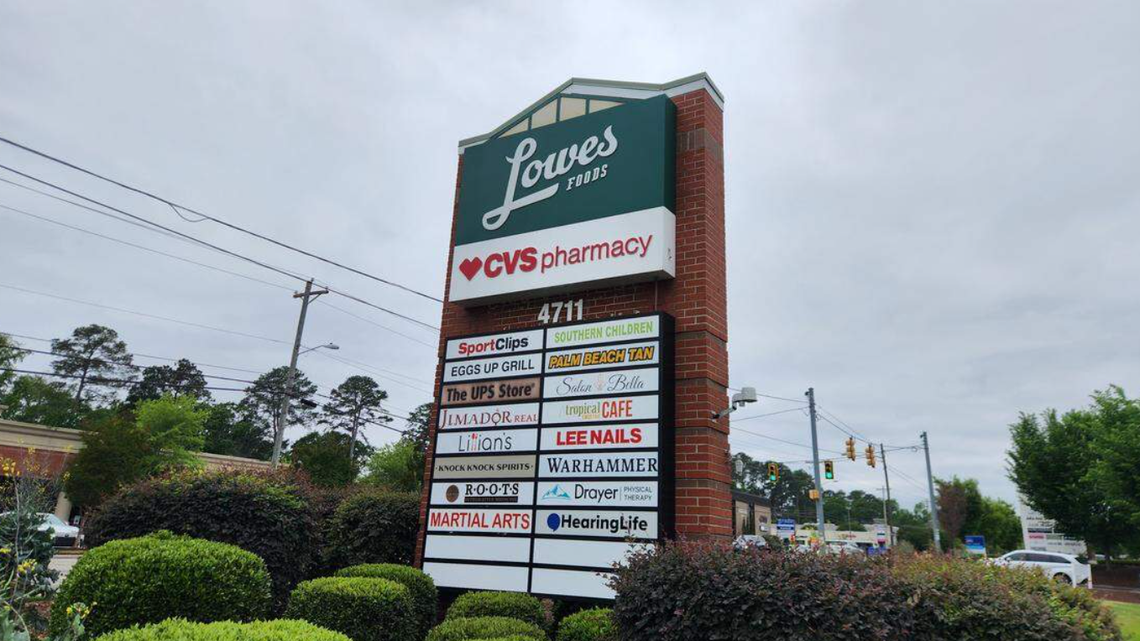 Lowes
FOODS
CVS pharmacy
4711
SportClips
SOUTHERN CHILDREN
EGGS UP GRILL
PALM BEACH TAN
The UPS Store
Salon Bella
JIMADOR REAL
tropical
CAFE
Lillian's
LEE NAILS
KNOCK KNOCK SPIRITS
WARHAMMER
ROOTS
Drayer PHYSICAL
THERAPY
MARTIAL ARTS
HearingLife